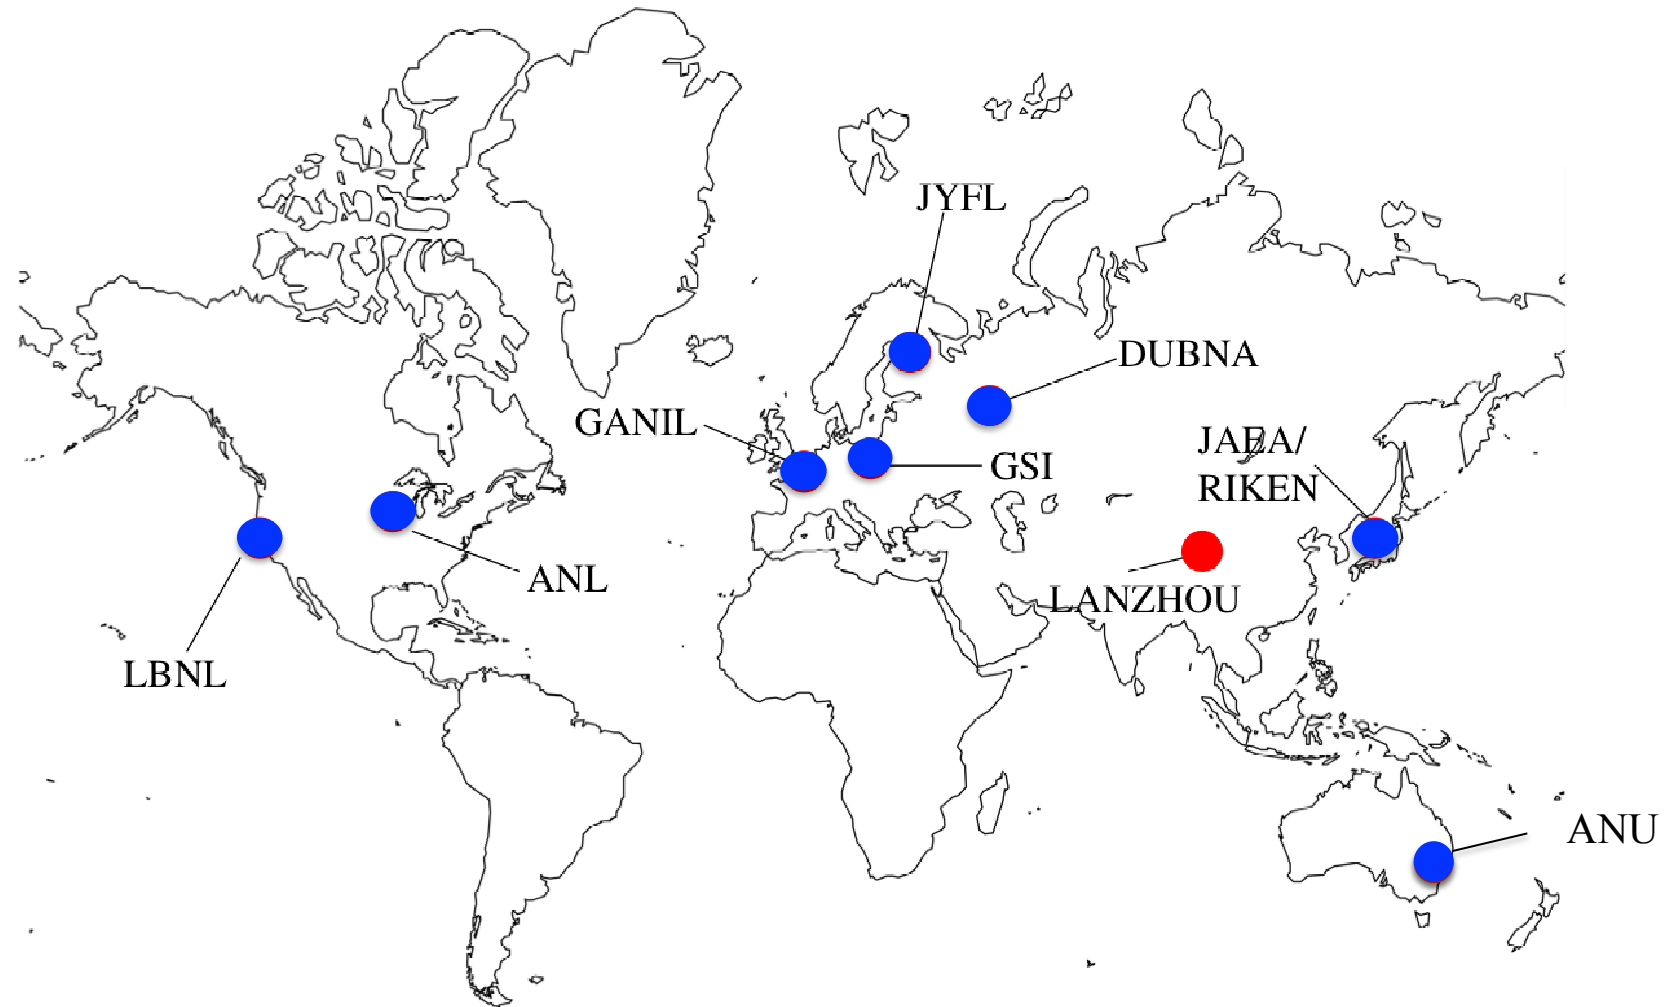 JYFL
DUBNA
GANIL
JAEA/
RIKEN
GSI
ANL
LANZHOU
LBNL
ANU